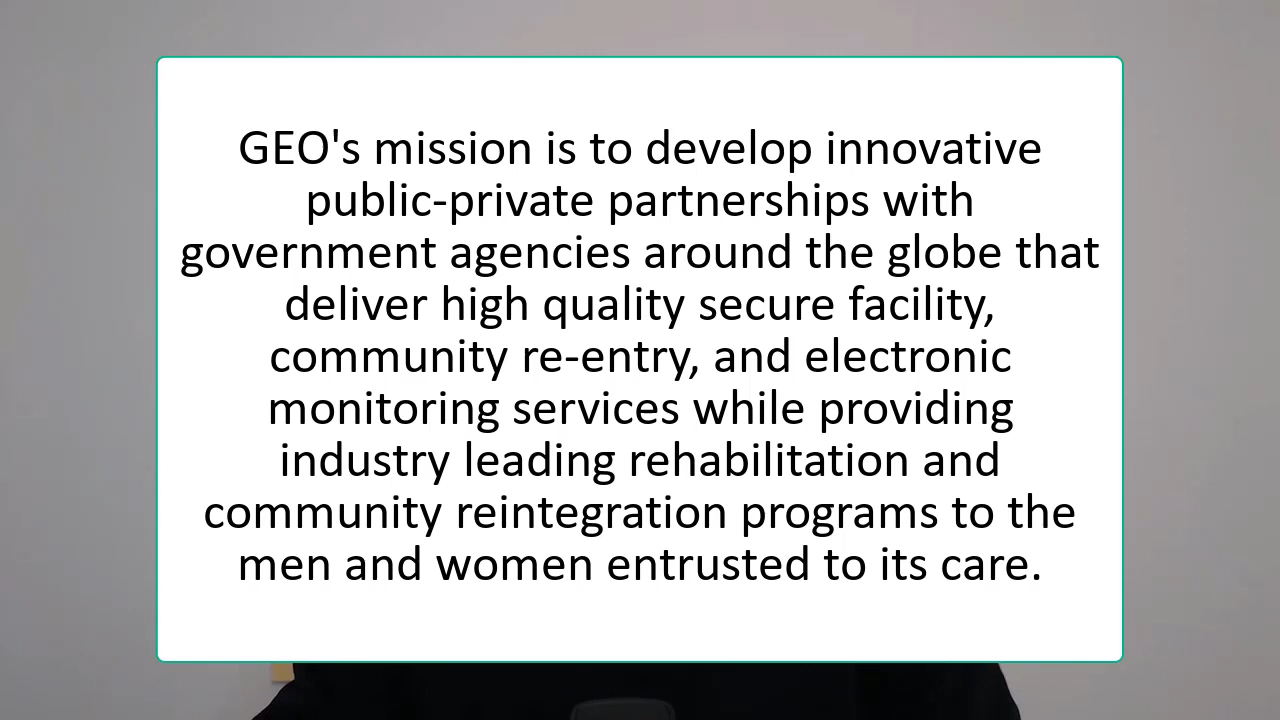 GEO's mission is to develop innovative
public-private partnerships with
government agencies around the globe that
deliver high quality secure facility,
community re-entry, and electronic
monitoring services while providing
industry leading rehabilitation and
community reintegration programs to the
men and women entrusted to its care.